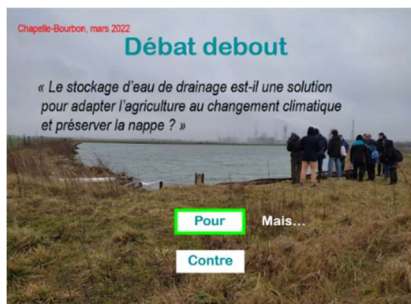 Chapelle-Bourbon, mars 2022
Débat debout
« Le stockage d’eau de drainage est-il une solution
pour adapter l’agriculture au changement climatique
et préserver la nappe ? »
Pour Mais...
Contre